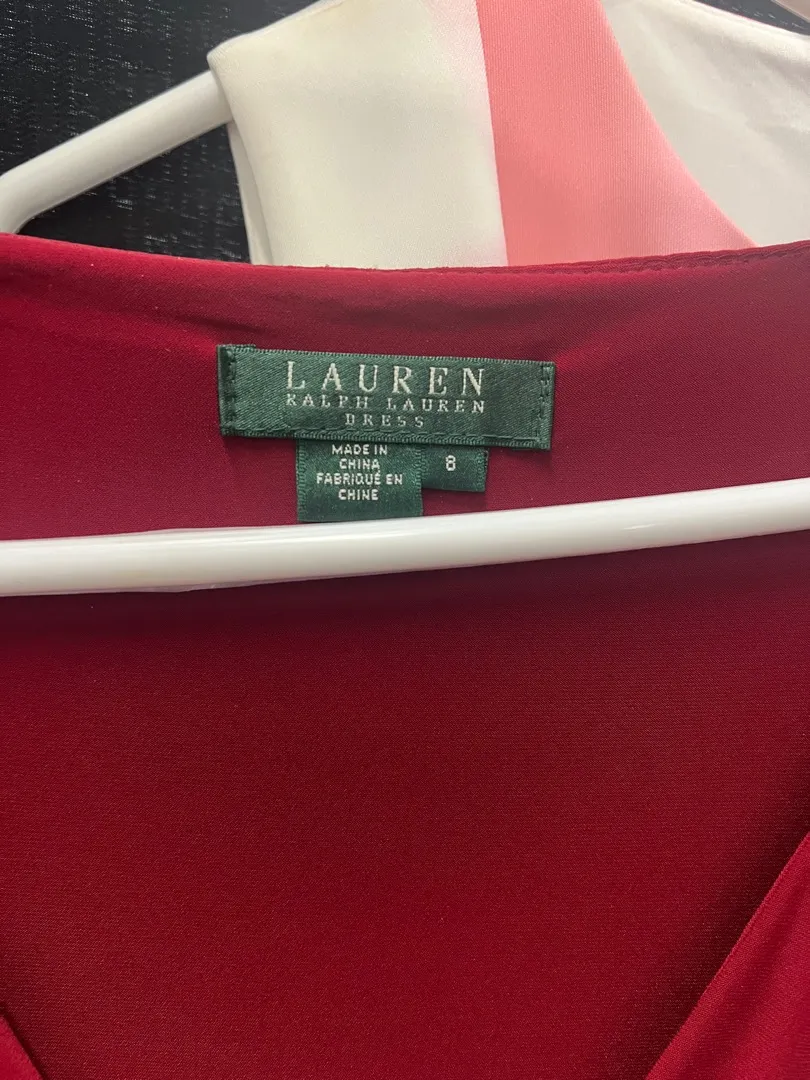 LAUREN
RALPH LAUREN
DRESS
MADE IN
CHINA
FABRIQUÉ EN
CHINE
8